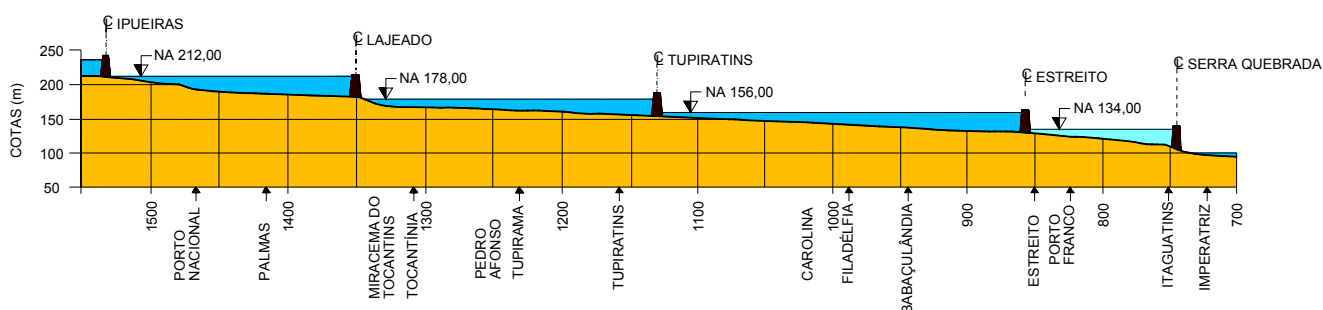 ℄ IPUEIRAS
℄ LAJEADO
℄ TUPIRATINS
℄ ESTREITO
℄ SERRA QUEBRADA
NA 212,00
NA 178,00
NA 156,00
NA 134,00
COTAS (m)
250
200
150
100
50
1500
1400
1300
1200
1100
1000
900
800
700
PORTO
NACIONAL
PALMAS
MIRACEMA DO
TOCANTINS
TOCANTÍNIA
PEDRO
AFONSO
TUPIRAMA
TUPIRATINS
CAROLINA
FILADÉLFIA
BABAÇULÂNDIA
ESTREITO
PORTO
FRANCO
ITAGUATINS
IMPERATRIZ